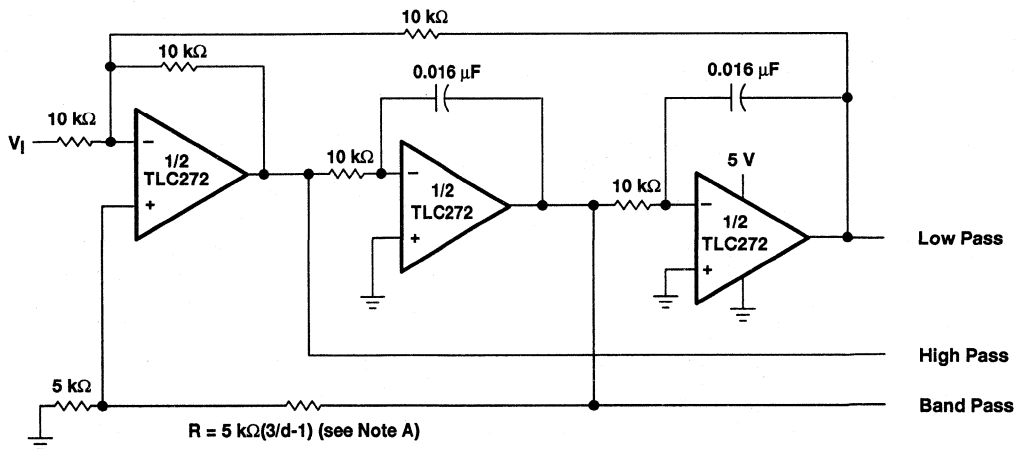 10 kΩ
10 kΩ
0.016 µF
0.016 µF
10 kΩ
VI
−
1/2
TLC272
+
10 kΩ
−
1/2
TLC272
+
10 kΩ
5 V
−
1/2
TLC272
+
Low Pass
High Pass
5 kΩ
Band Pass
R = 5 kΩ(3/d-1) (see Note A)